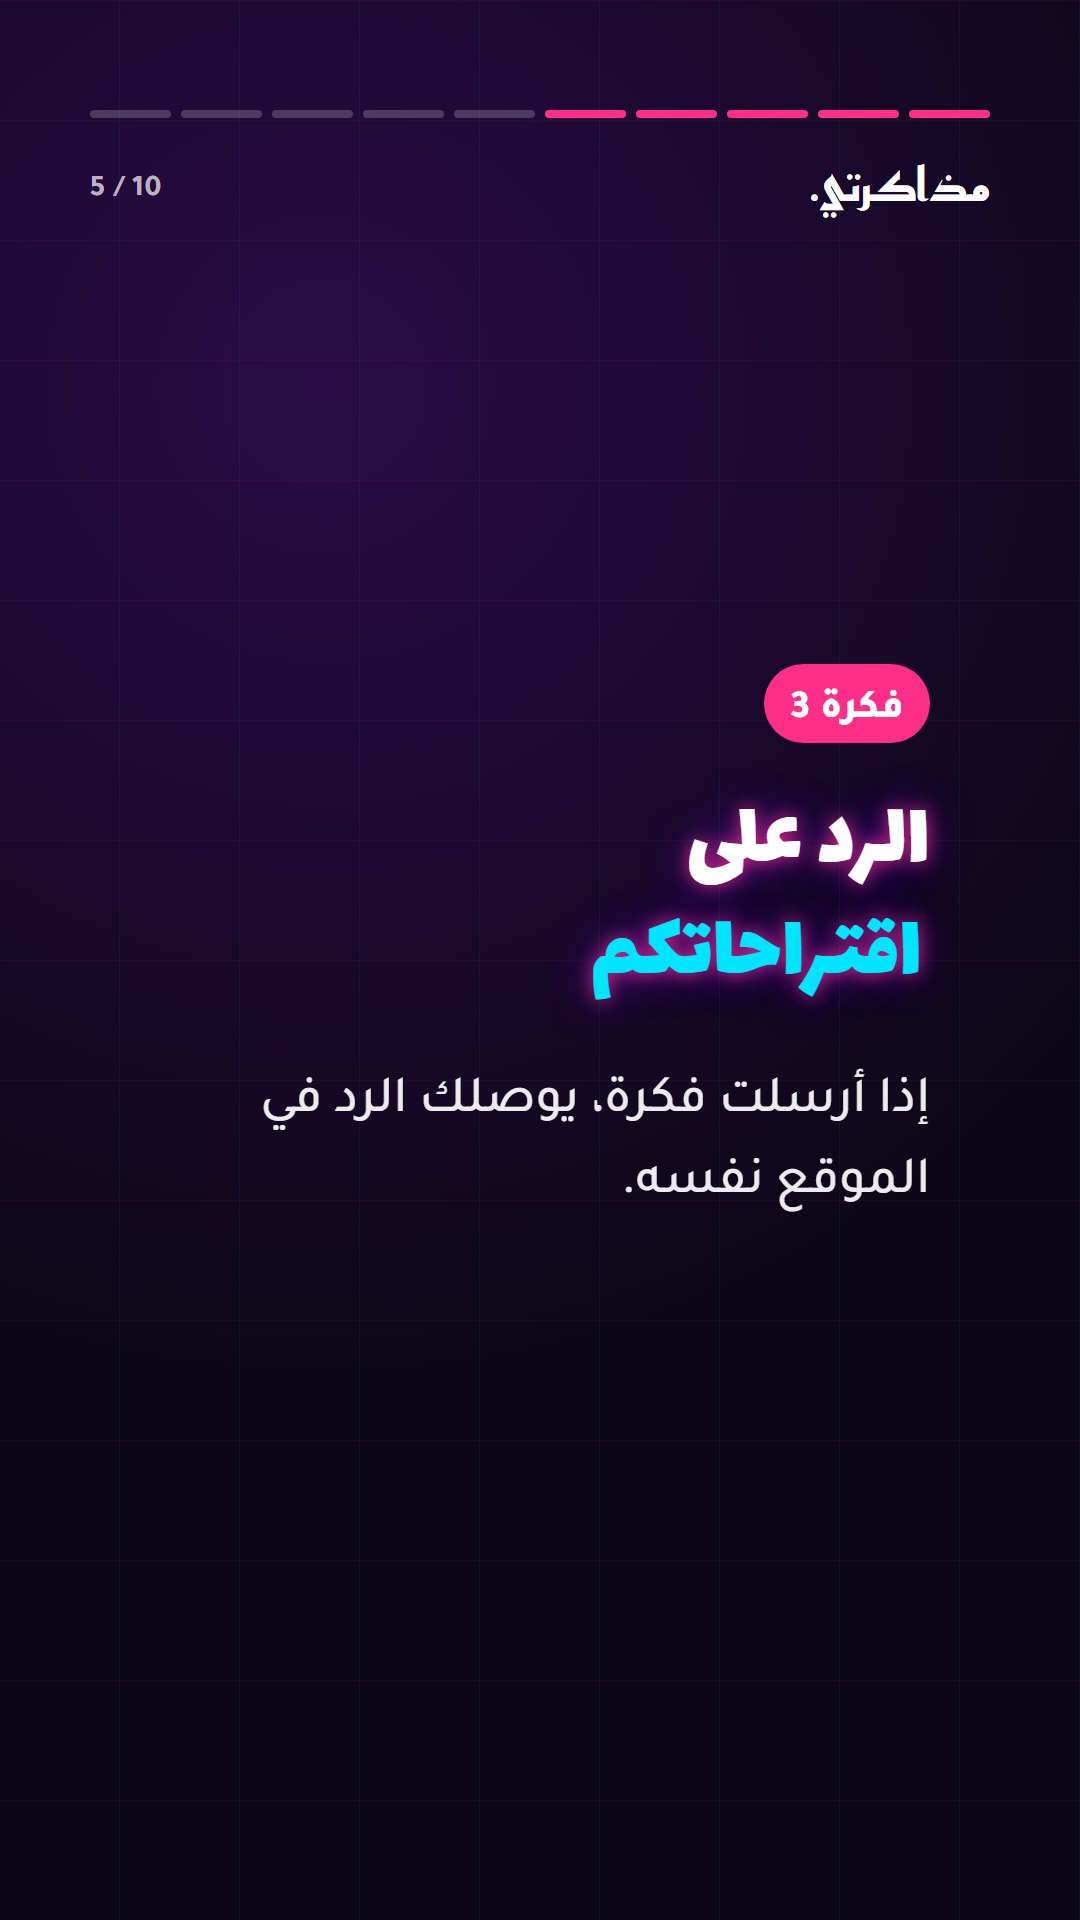 مذاكرتي.
5 / 10
فكرة 3
الرد على
اقتراحاتكم
إذا أرسلت فكرة، يوصلك الرد في
الموقع نفسه.